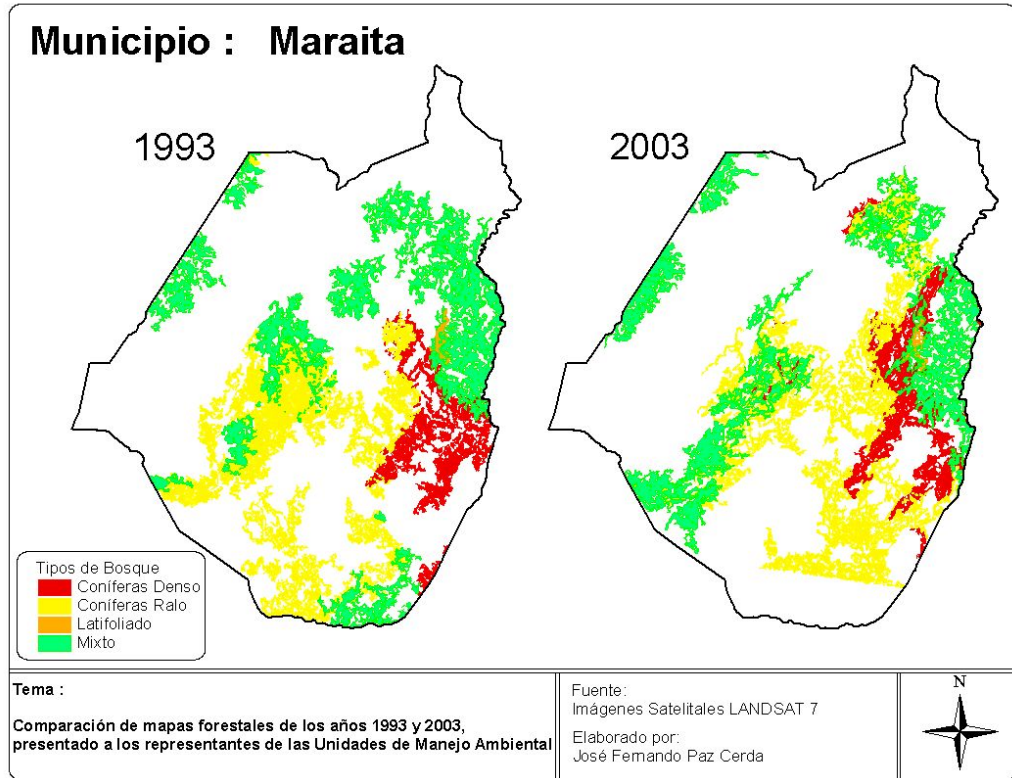 Municipio : Maraita
1993
2003
Tipos de Bosque
Coníferas Denso
Coníferas Ralo
Latifoliado
Mixto
Tema :
Comparación de mapas forestales de los años 1993 y 2003,
presentado a los representantes de las Unidades de Manejo Ambiental
Fuente:
Imágenes Satelitales LANDSAT 7
Elaborado por:
José Fernando Paz Cerda
N